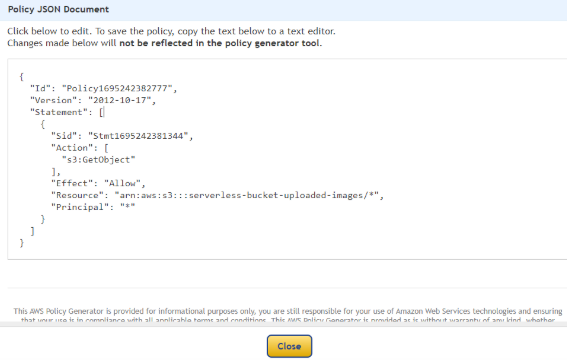 Policy JSON Document
Click below to edit. To save the policy, copy the text below to a text editor.
Changes made below will not be reflected in the policy generator tool.
{
"Id": "Policy1695242382777",
"Version": "2012-10-17",
"Statement": [
{
"Sid": "Stmt1695242381344",
"Action": [
"s3:GetObject"
],
"Effect": "Allow",
"Resource": "arn:aws:s3:::serverless-bucket-uploaded-images/*",
"Principal": "*"
}
]
}
This AWS Policy Generator is provided for informational purposes only, you are still responsible for your use of Amazon Web Services technologies and ensuring
that your use is in compliance with all applicable terms and conditions. This AWS Policy Generator is provided as is without warranty of any kind, whether
Close